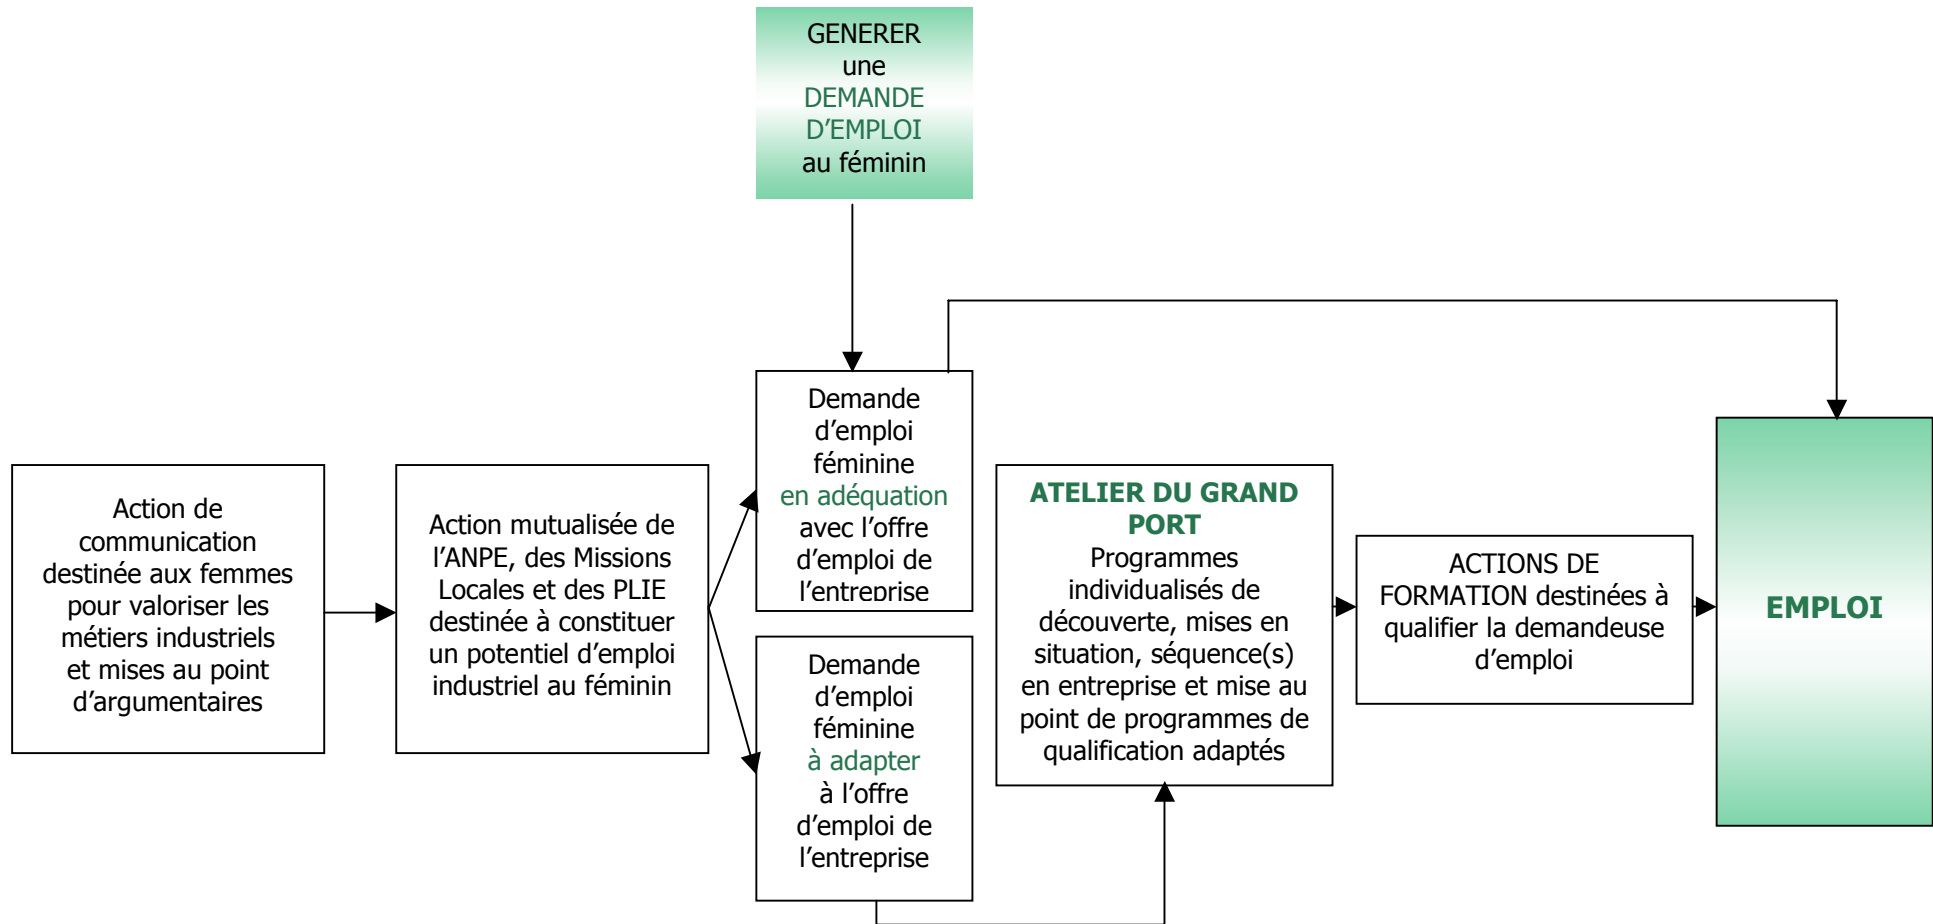 GENERER
une
DEMANDE
D’EMPLOI
au féminin
Action de
communication
destinée aux femmes
pour valoriser les
métiers industriels
et mises au point
d’argumentaires
Action mutualisée de
l’ANPE, des Missions
Locales et des PLIE
destinée à constituer
un potentiel d’emploi
industriel au féminin
Demande
d’emploi
féminine
en adéquation
avec l’offre
d’emploi de
l’entreprise
Demande
d’emploi
féminine
à adapter
à l’offre
d’emploi de
l’entreprise
ATELIER DU GRAND
PORT
Programmes
individualisés de
découverte, mises en
situation, séquence(s)
en entreprise et mise au
point de programmes de
qualification adaptés
ACTIONS DE
FORMATION destinées à
qualifier la demandeuse
d’emploi
EMPLOI